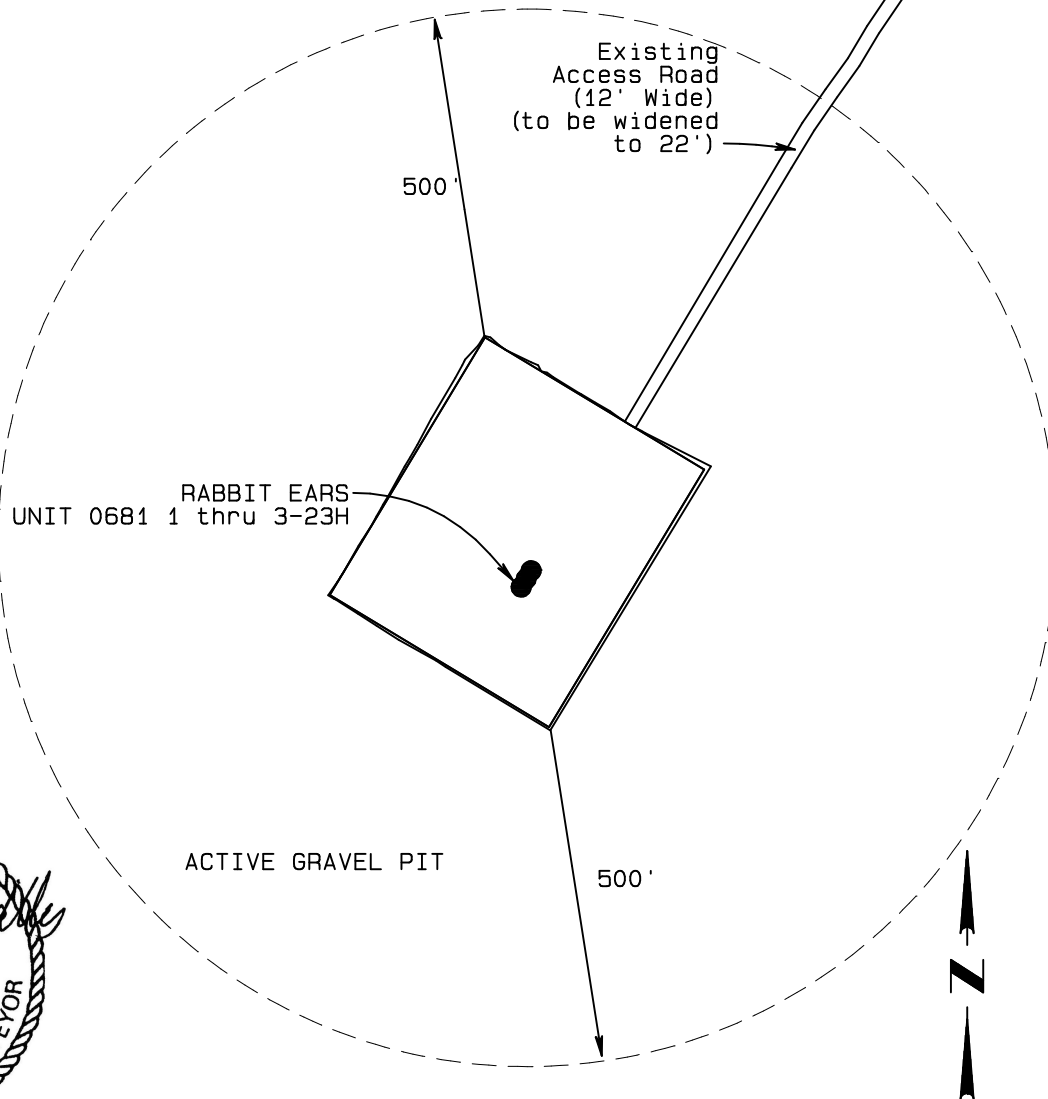 Existing
Access Road
(12' Wide)
(to be widened
to 22')
500'
RABBIT EARS
UNIT 0681 1 thru 3-23H
ACTIVE GRAVEL PIT
500'
N
EYOR